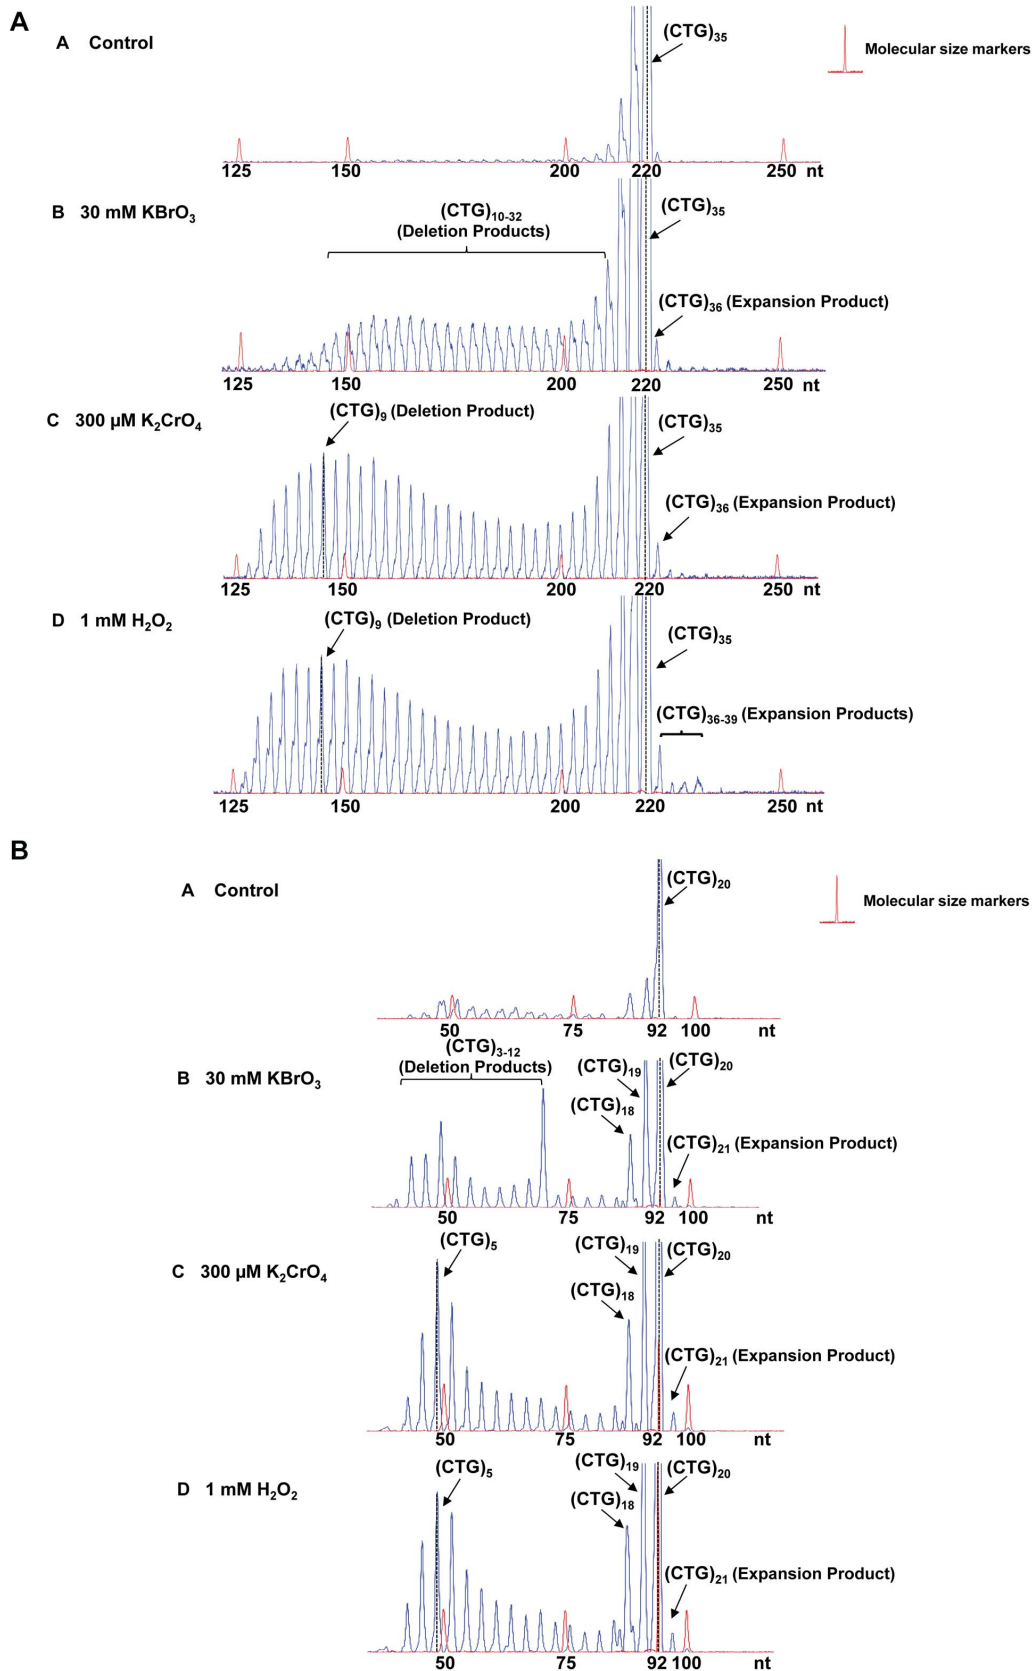 A
A Control
(CTG)35
Molecular size markers
125 150 200 220 250 nt
B 30 mM KBrO3
(CTG)10-32
(Deletion Products)
(CTG)35
(CTG)36 (Expansion Product)
125 150 200 220 250 nt
C 300 µM K2CrO4
(CTG)9 (Deletion Product)
(CTG)35
(CTG)36 (Expansion Product)
125 150 200 220 250 nt
D 1 mM H2O2
(CTG)9 (Deletion Product)
(CTG)35
(CTG)36-39 (Expansion Products)
125 150 200 220 250 nt
B
A Control
(CTG)20
Molecular size markers
50 75 92 100 nt
B 30 mM KBrO3
(CTG)3-12
(Deletion Products)
(CTG)19
(CTG)20
(CTG)18
(CTG)21 (Expansion Product)
50 75 92 100 nt
C 300 µM K2CrO4
(CTG)5
(CTG)19
(CTG)20
(CTG)18
(CTG)21 (Expansion Product)
50 75 92 100 nt
D 1 mM H2O2
(CTG)5
(CTG)19
(CTG)20
(CTG)18
(CTG)21 (Expansion Product)
50 75 92 100 nt